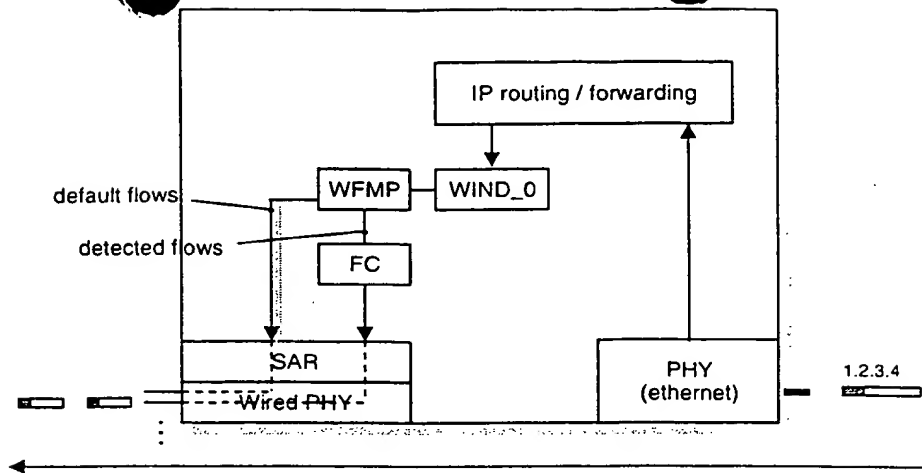 IP routing / forwarding
WFMP
WIND_0
default flows
detected flows
FC
SAR
Wired PHY
PHY
(ethernet)
1.2.3.4